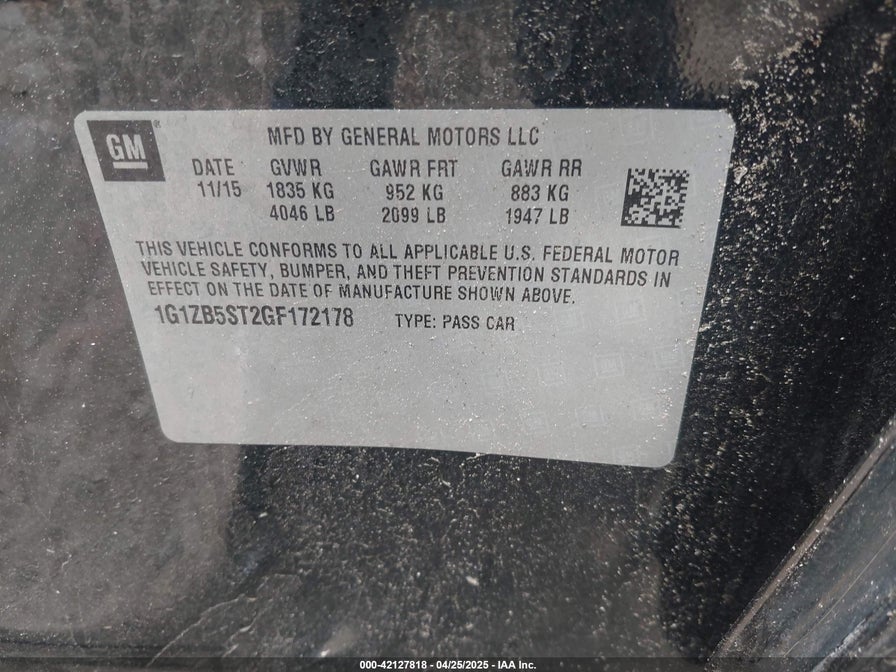 GM ®
MFD BY GENERAL MOTORS LLC
DATE GVWR GAWR FRT GAWR RR
11/15 1835 KG 952 KG 883 KG
4046 LB 2099 LB 1947 LB
THIS VEHICLE CONFORMS TO ALL APPLICABLE U.S. FEDERAL MOTOR
VEHICLE SAFETY, BUMPER, AND THEFT PREVENTION STANDARDS IN
EFFECT ON THE DATE OF MANUFACTURE SHOWN ABOVE.
1G1ZB5ST2GF172178 TYPE: PASS CAR
000-42127818 - 04/25/2025 - IAA Inc.